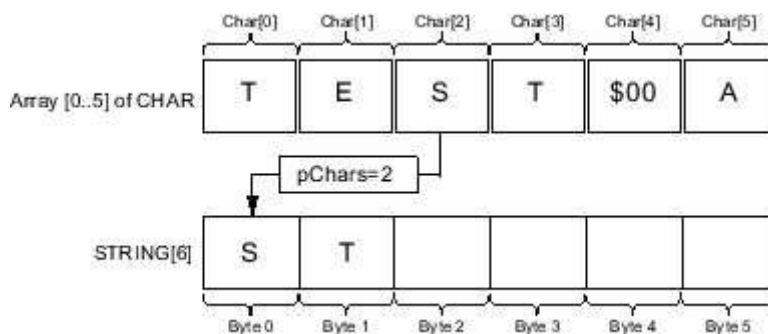 Char[0] Char[1] Char[2] Char[3] Char[4] Char[5]
Array [0..5] of CHAR T E S T $00 A
pChars=2
STRING[6] S T
Byte 0 Byte 1 Byte 2 Byte 3 Byte 4 Byte 5